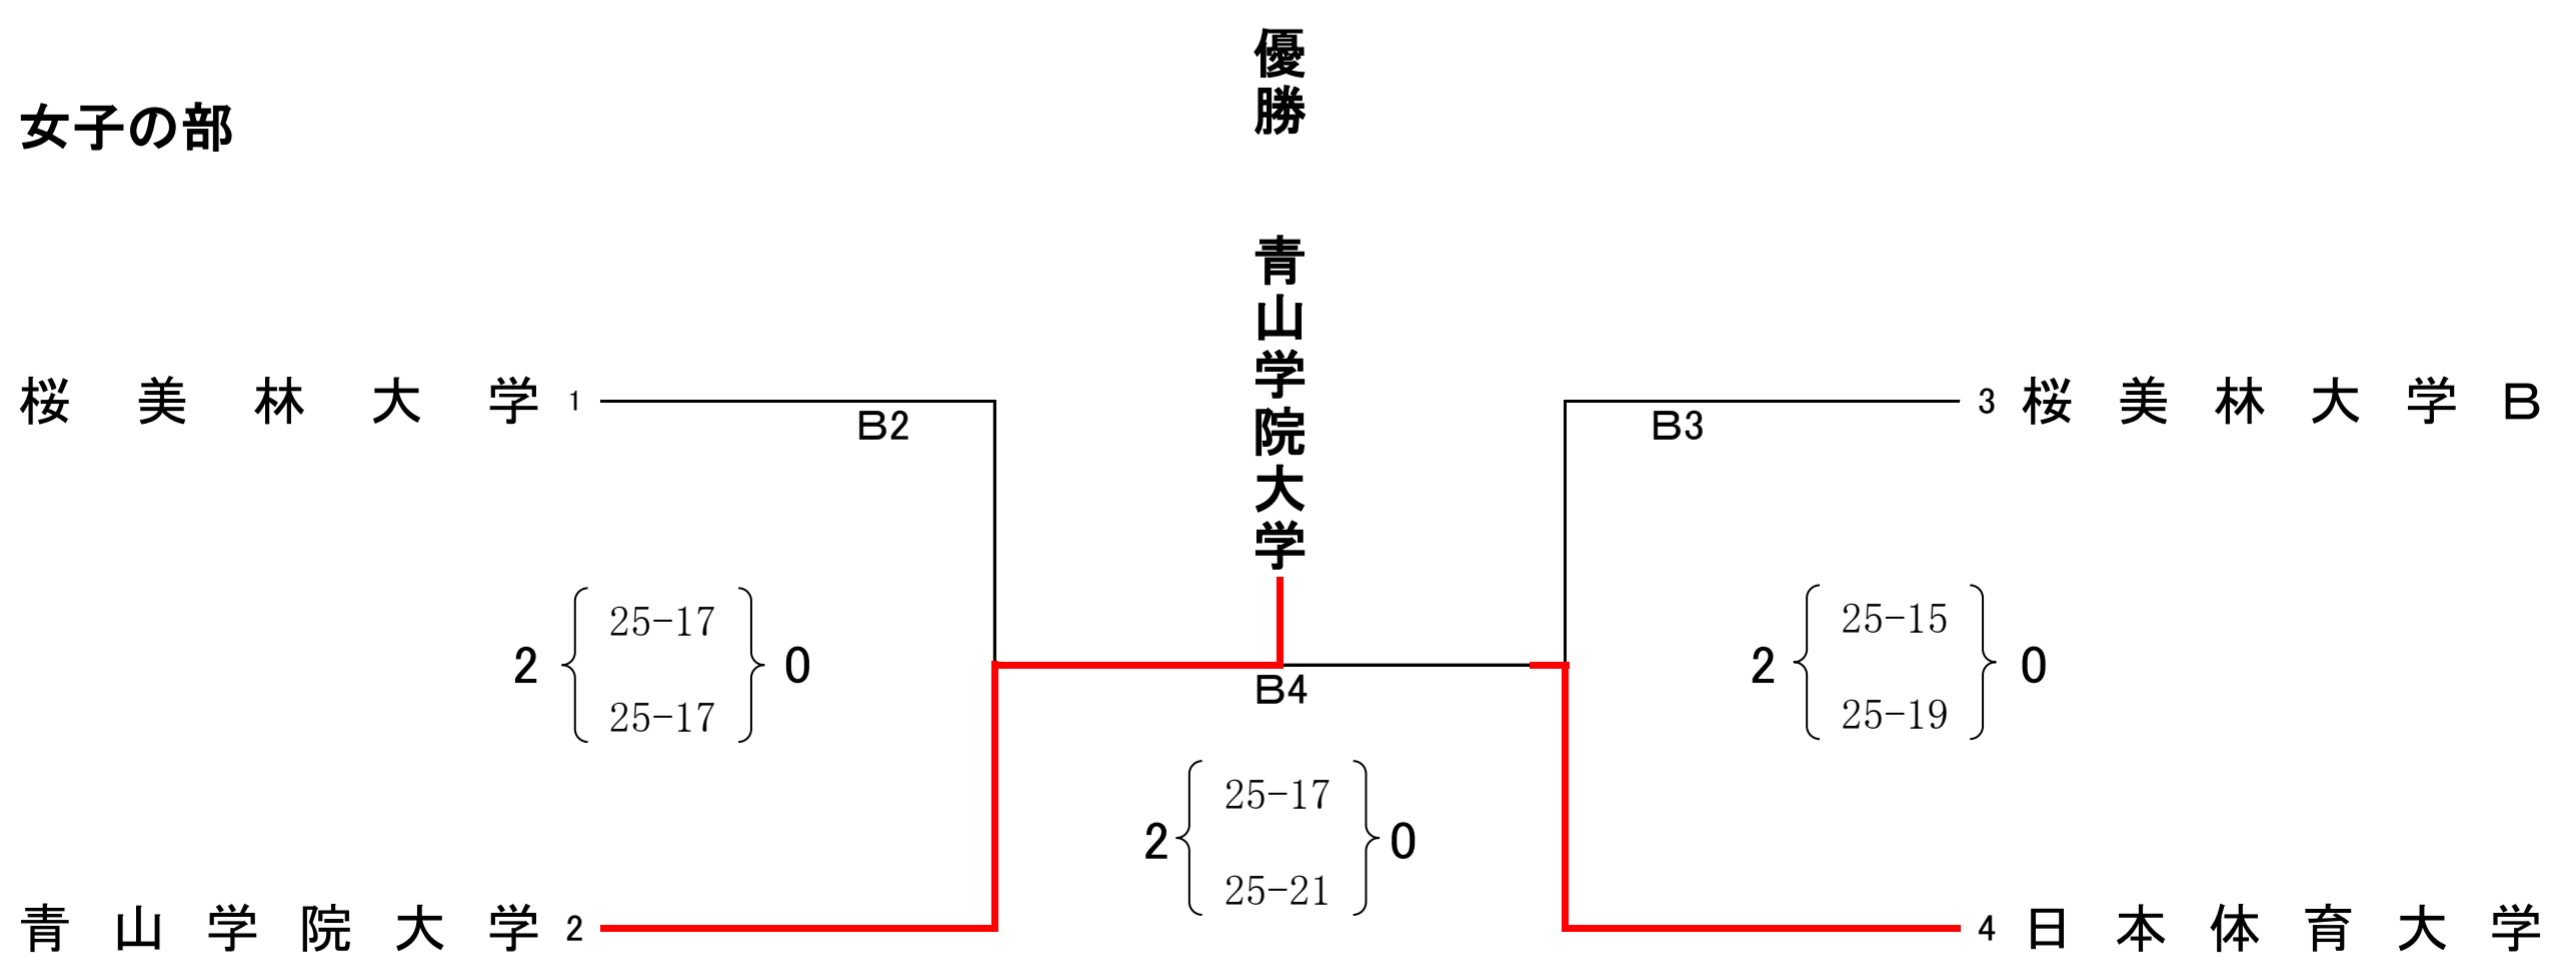 優勝 青山学院大学
女子の部
桜美林大学 1
B2
B3
3 桜美林大学B
2 25-17 0
25-17
2 25-15 0
25-19
B4
2 25-17 0
25-21
青山学院大学 2
4 日本体育大学